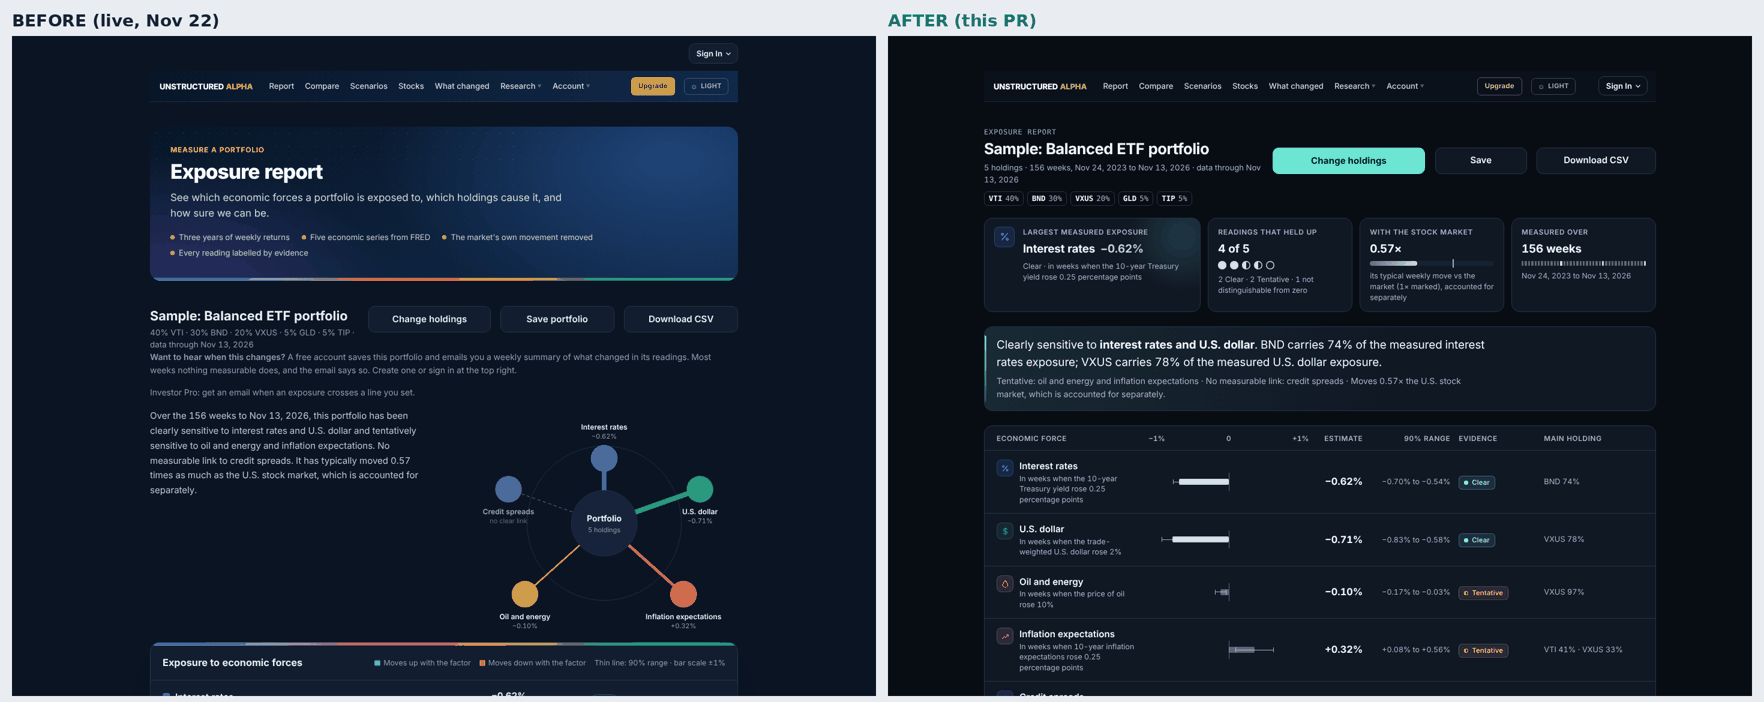 BEFORE (live, Nov 22)
Sign In
UNSTRUCTURED ALPHA Report Compare Scenarios Stocks What changed Research Account Upgrade LIGHT
MEASURE A PORTFOLIO
Exposure report
See which economic forces a portfolio is exposed to, which holdings cause it, and
how sure we can be.
Three years of weekly returns Five economic series from FRED The market's own movement removed
Every reading labelled by evidence
Sample: Balanced ETF portfolio
40% VTI · 30% BND · 20% VXUS · 5% GLD · 5% TIP ·
data through Nov 13, 2026
Change holdings Save portfolio Download CSV
Want to hear when this changes? A free account saves this portfolio and emails you a weekly summary of what changed in its readings. Most
weeks nothing measurable does, and the email says so. Create one or sign in at the top right.
Investor Pro: get an email when an exposure crosses a line you set.
Over the 156 weeks to Nov 13, 2026, this portfolio has been
clearly sensitive to interest rates and U.S. dollar and tentatively
sensitive to oil and energy and inflation expectations. No
measurable link to credit spreads. It has typically moved 0.57
times as much as the U.S. stock market, which is accounted for
separately.
Interest rates
−0.62%
Credit spreads
no clear link
Portfolio
5 holdings
U.S. dollar
−0.71%
Oil and energy
−0.10%
Inflation expectations
+0.32%
Exposure to economic forces
Moves up with the factor Moves down with the factor Thin line: 90% range · bar scale ±1%
Interest rates −0.62%
AFTER (this PR)
UNSTRUCTURED ALPHA Report Compare Scenarios Stocks What changed Research Account Upgrade LIGHT Sign In
EXPOSURE REPORT
Sample: Balanced ETF portfolio
5 holdings · 156 weeks, Nov 24, 2023 to Nov 13, 2026 · data through Nov
13, 2026
Change holdings Save Download CSV
VTI 40% BND 30% VXUS 20% GLD 5% TIP 5%
LARGEST MEASURED EXPOSURE
Interest rates −0.62%
Clear · in weeks when the 10-year Treasury
yield rose 0.25 percentage points
READINGS THAT HELD UP
4 of 5
2 Clear · 2 Tentative · 1 not
distinguishable from zero
WITH THE STOCK MARKET
0.57×
its typical weekly move vs the
market (1× marked), accounted for
separately
MEASURED OVER
156 weeks
Nov 24, 2023 to Nov 13, 2026
Clearly sensitive to interest rates and U.S. dollar. BND carries 74% of the measured interest
rates exposure; VXUS carries 78% of the measured U.S. dollar exposure.
Tentative: oil and energy and inflation expectations · No measurable link: credit spreads · Moves 0.57× the U.S. stock
market, which is accounted for separately.
ECONOMIC FORCE −1% 0 +1% ESTIMATE 90% RANGE EVIDENCE MAIN HOLDING
Interest rates
In weeks when the 10-year
Treasury yield rose 0.25
percentage points
−0.62% −0.70% to −0.54% Clear BND 74%
U.S. dollar
In weeks when the trade-
weighted U.S. dollar rose 2%
−0.71% −0.83% to −0.58% Clear VXUS 78%
Oil and energy
In weeks when the price of oil
rose 10%
−0.10% −0.17% to −0.03% Tentative VXUS 97%
Inflation expectations
In weeks when 10-year inflation
expectations rose 0.25
percentage points
+0.32% +0.08% to +0.56% Tentative VTI 41% · VXUS 33%
Credit spreads